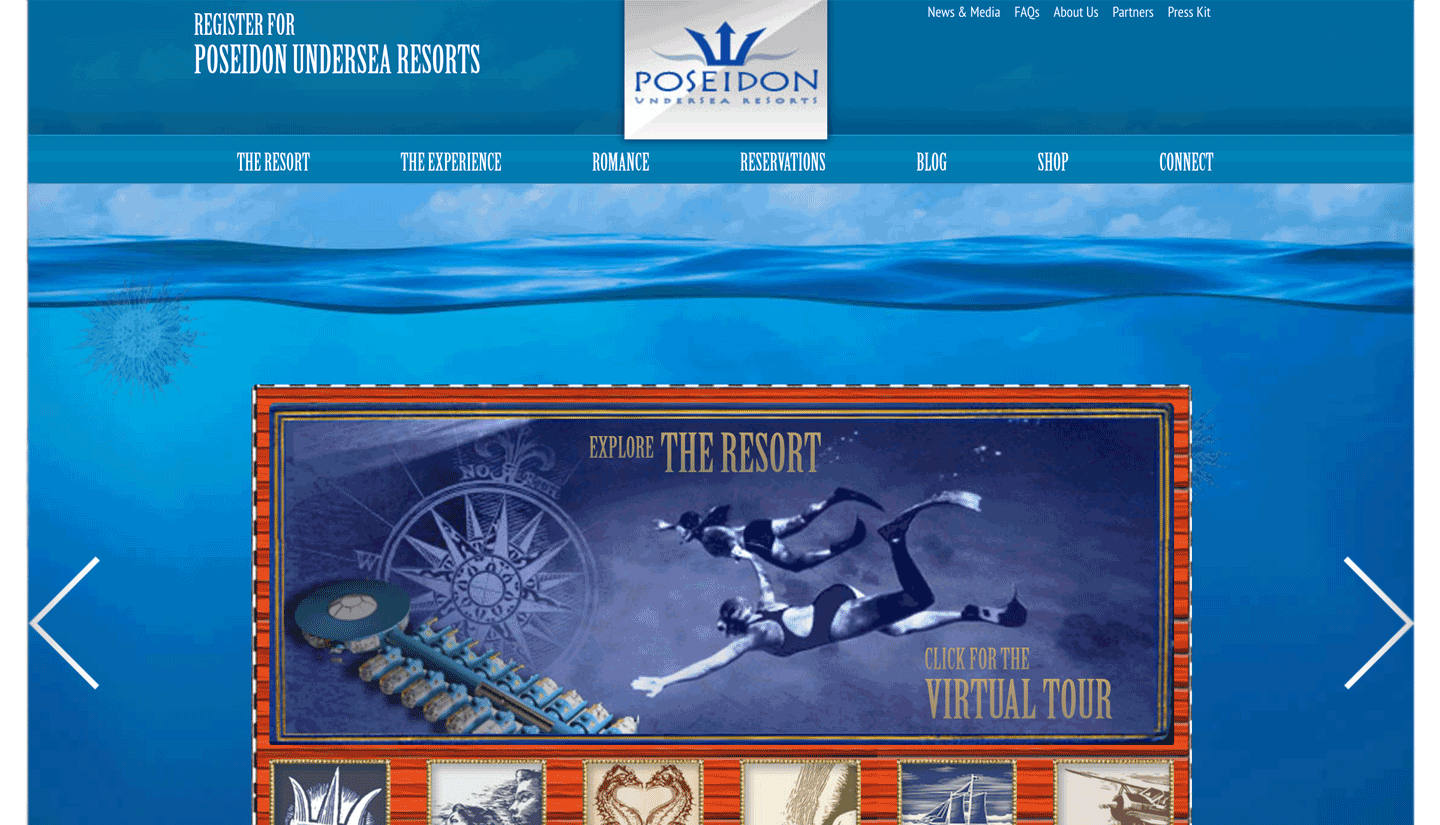 REGISTER FOR
POSEIDON UNDERSEA RESORTS
POSEIDON
UNDERSEA RESORTS
News & Media FAQs About Us Partners Press Kit
THE RESORT THE EXPERIENCE ROMANCE RESERVATIONS BLOG SHOP CONNECT
EXPLORE THE RESORT
NORTH
W
CLICK FOR THE
VIRTUAL TOUR